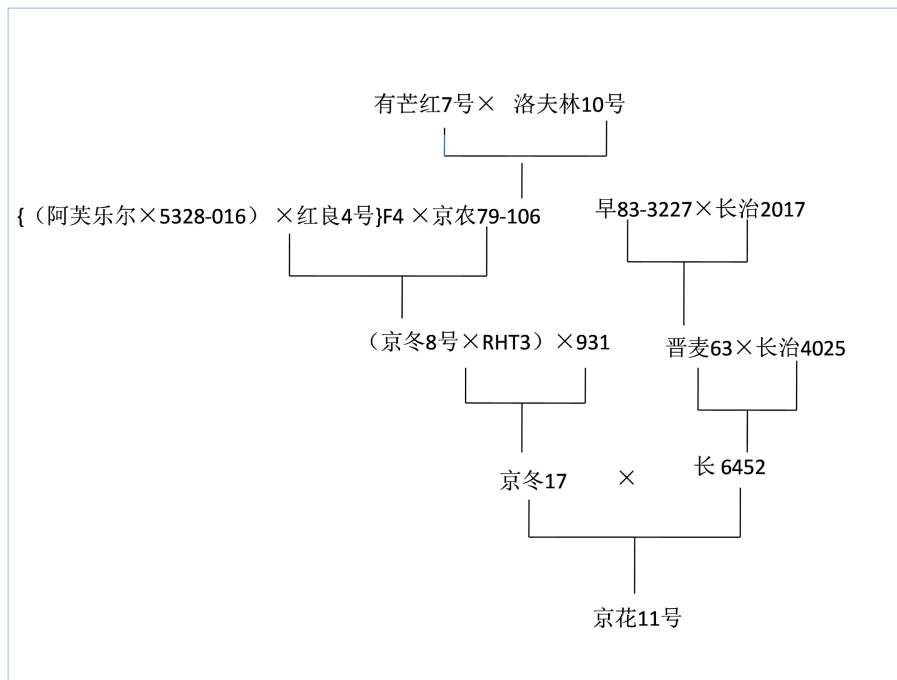 有芒红7号× 洛夫林10号
{（阿芙乐尔×5328-016） ×红良4号}F4 ×京农79-106
早83-3227×长治2017
（京冬8号×RHT3）×931
晋麦63×长治4025
京冬17 × 长 6452
京花11号